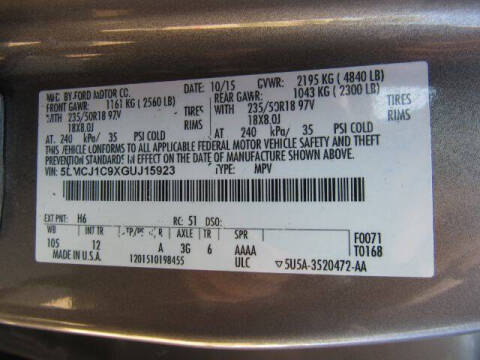 MFG. BY FORD MOTOR CO. 10/15 GVWR: 2195 KG ( 4840 LB)
FRONT GAWR: 1161 KG ( 2560 LB) REAR GAWR: 1043 KG ( 2300 LB)
WITH 235/50R18 97V TIRES 235/50R18 97V TIRES
18X8.0J RIMS 18X8.0J RIMS
AT 240 kPa/ 35 PSI COLD AT 240 kPa/ 35 PSI COLD
THIS VEHICLE CONFORMS TO ALL APPLICABLE FEDERAL MOTOR VEHICLE SAFETY AND THEFT
PREVENTION STANDARDS IN EFFECT ON THE DATE OF MANUFACTURE SHOWN ABOVE.
VIN: 5LMCJ1C9XGUJ15923 TYPE: MPV
EXT PNT: H6 RC: 51 DSO:
WB R AXLE TR SPR F0071
105 12 A 3G 6 AAAA T0168
MADE IN U.S.A. 1201510198455 ULC ▽5U5A-3520472-AA